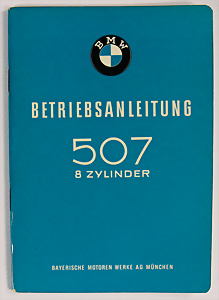 BMW
BETRIEBSANLEITUNG
507
8 ZYLINDER
BAYERISCHE MOTOREN WERKE AG MÜNCHEN